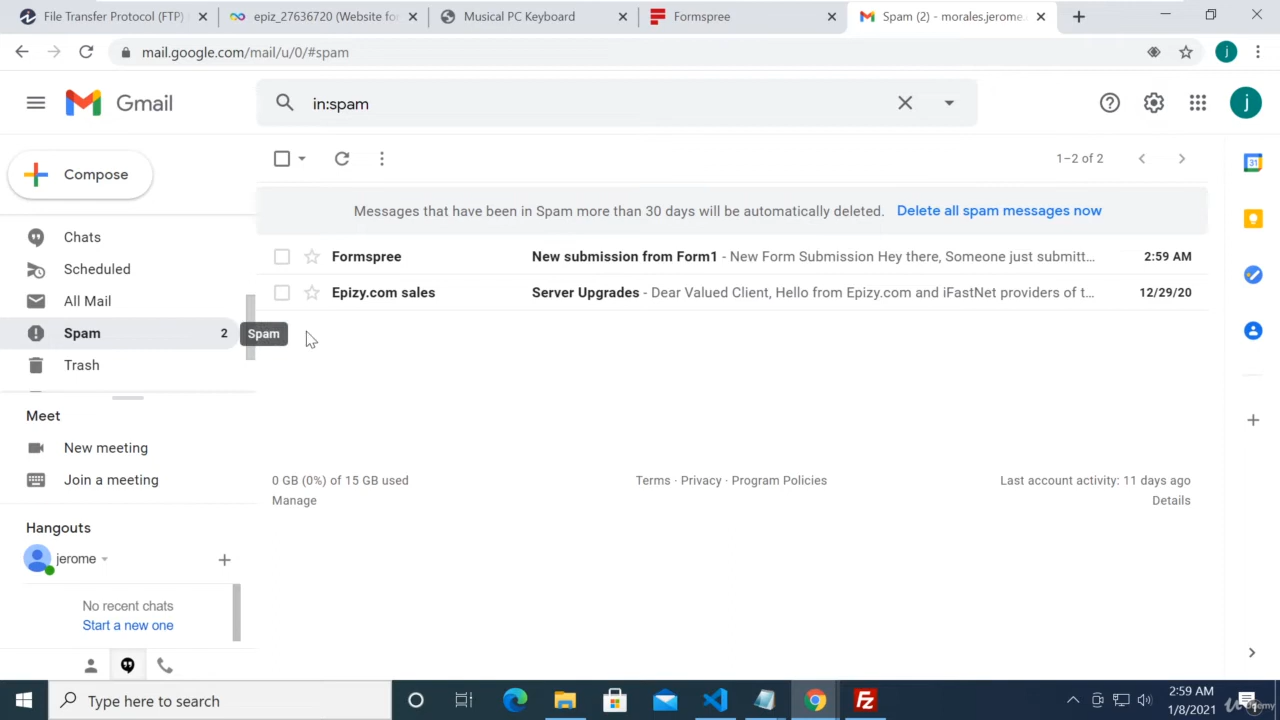 File Transfer Protocol (FTP)
epiz_27636720 (Website for
Musical PC Keyboard
Formspree
Spam (2) - morales.jerome.
mail.google.com/mail/u/0/#spam
j
Gmail
in:spam
j
Compose
1–2 of 2
31
Messages that have been in Spam more than 30 days will be automatically deleted. Delete all spam messages now
Chats
Scheduled
All Mail
Spam 2
Trash
Spam
Formspree New submission from Form1 - New Form Submission Hey there, Someone just submitt... 2:59 AM
Epizy.com sales Server Upgrades - Dear Valued Client, Hello from Epizy.com and iFastNet providers of t... 12/29/20
Meet
New meeting
Join a meeting
0 GB (0%) of 15 GB used
Manage
Terms · Privacy · Program Policies
Last account activity: 11 days ago
Details
Hangouts
jerome
No recent chats
Start a new one
Type here to search
Fz
2:59 AM
1/8/2021
Udemy